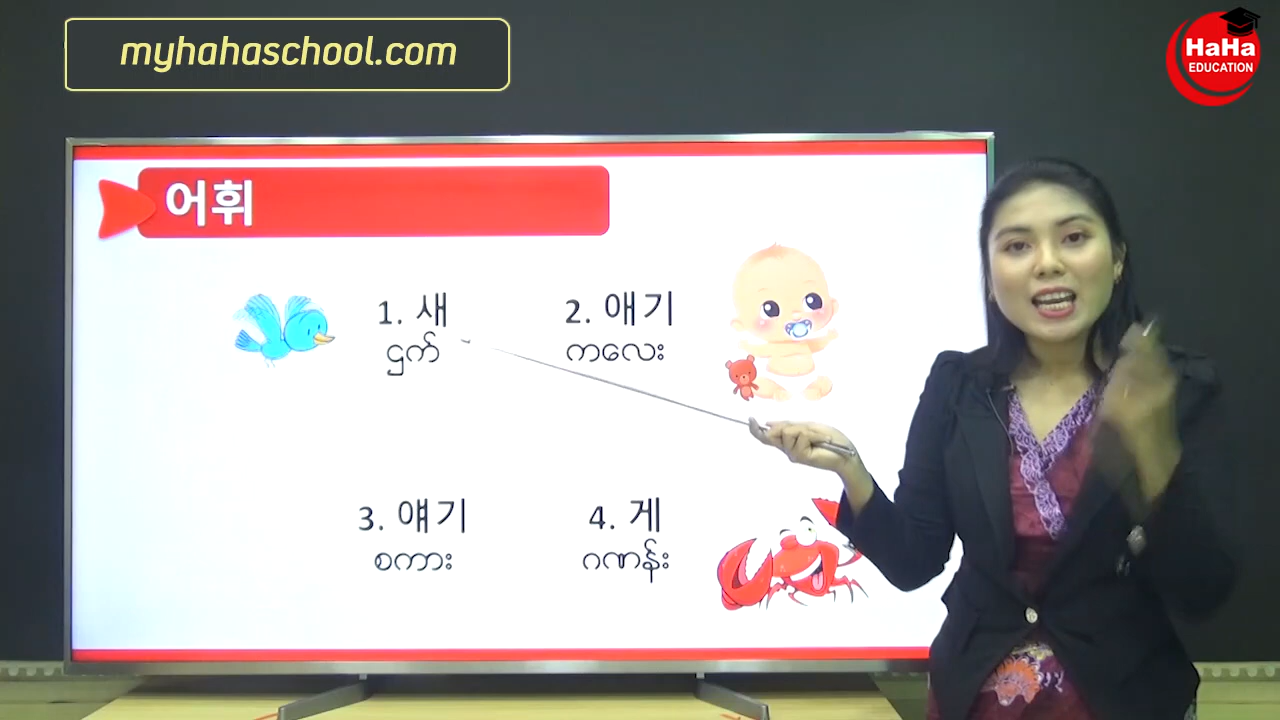 myhahaschool.com
HaHa
EDUCATION
어휘
1. 새
ငှက်
2. 애기
ကလေး
3. 얘기
စကား
4. 게
ဂဏန်း